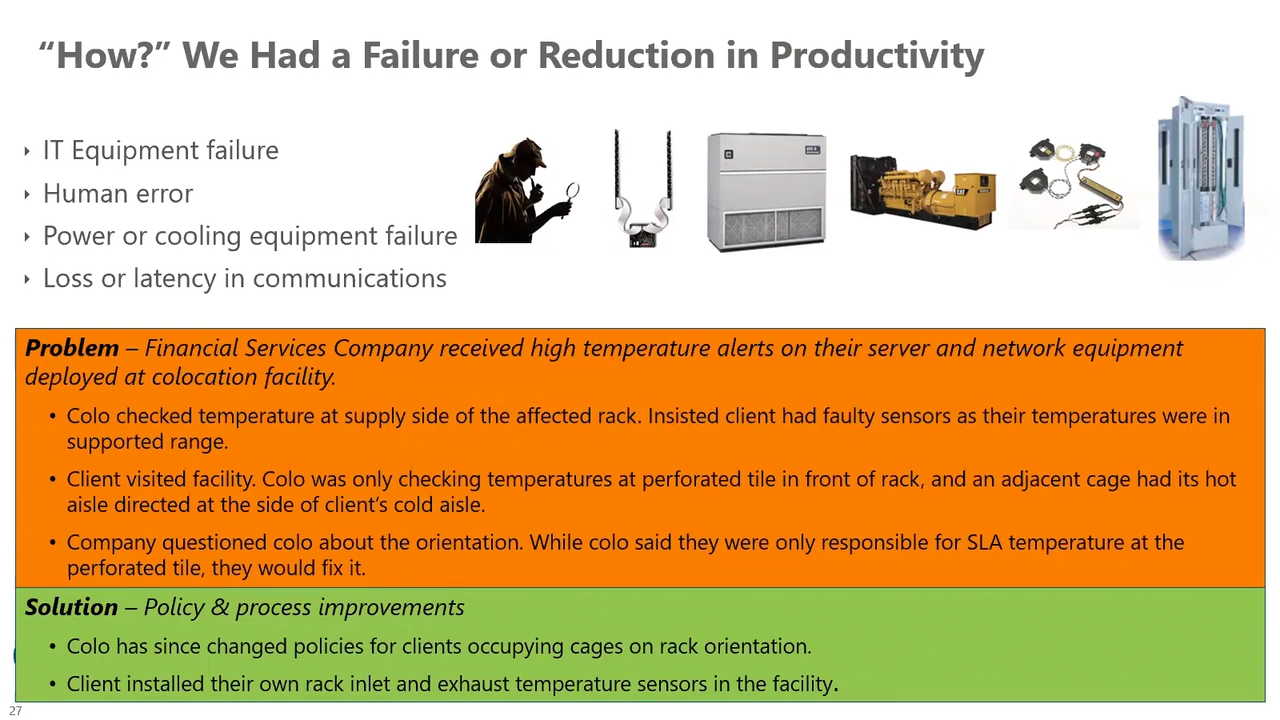 “How?” We Had a Failure or Reduction in Productivity
IT Equipment failure
Human error
Power or cooling equipment failure
Loss or latency in communications
CAT
Problem – Financial Services Company received high temperature alerts on their server and network equipment
deployed at colocation facility.
• Colo checked temperature at supply side of the affected rack. Insisted client had faulty sensors as their temperatures were in
supported range.
• Client visited facility. Colo was only checking temperatures at perforated tile in front of rack, and an adjacent cage had its hot
aisle directed at the side of client’s cold aisle.
• Company questioned colo about the orientation. While colo said they were only responsible for SLA temperature at the
perforated tile, they would fix it.
Solution – Policy & process improvements
• Colo has since changed policies for clients occupying cages on rack orientation.
• Client installed their own rack inlet and exhaust temperature sensors in the facility.
27